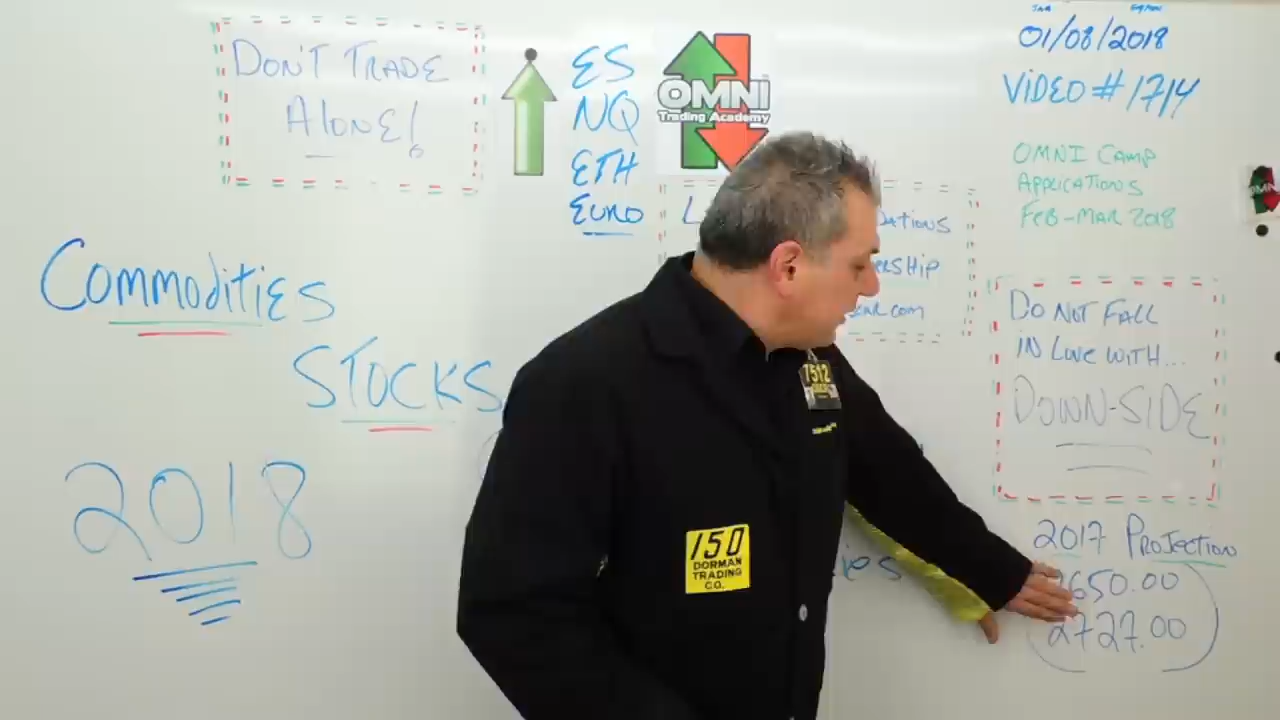 DON'T TRADE
ALONE!
ES
NQ
ETH
EURO
OMNI
Trading Academy
01/08/2018
VIDEO # 1714
OMNI CAMP
APPLICATIONS
FEB-MAR 2018
COMMODITIES
STOCKS
2018
DO NOT FALL
IN LOVE WITH...
DOWN-SIDE
2017 PROJECTION
650.00
2727.00
7512
150
DORMAN
TRADING
CO.